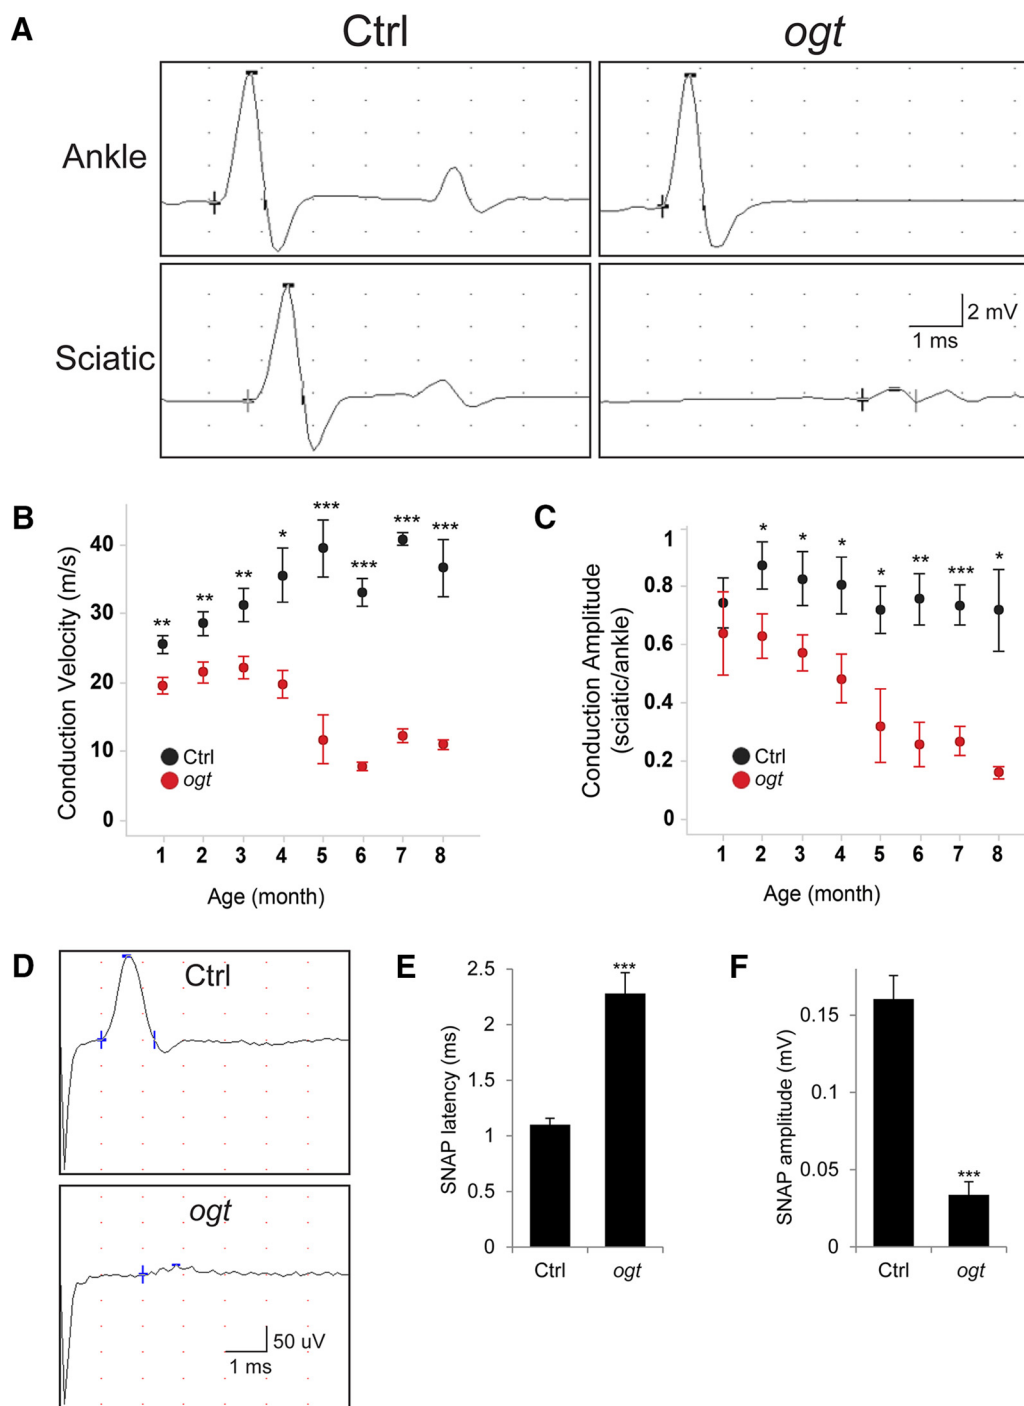 A
Ctrl
ogt
Ankle
Sciatic
2 mV
1 ms
B
Conduction Velocity (m/s)
40
30
20
10
0
** ** ** * *** *** *** ***
Ctrl
ogt
1 2 3 4 5 6 7 8
Age (month)
C
Conduction Amplitude
(sciatic/ankle)
1
0.8
0.6
0.4
0.2
0
* * * * ** *** *
Ctrl
ogt
1 2 3 4 5 6 7 8
Age (month)
D
Ctrl
ogt
50 uV
1 ms
E
SNAP latency (ms)
2.5
2
1.5
1
0.5
0
***
Ctrl ogt
F
SNAP amplitude (mV)
0.15
0.1
0.05
0
***
Ctrl ogt